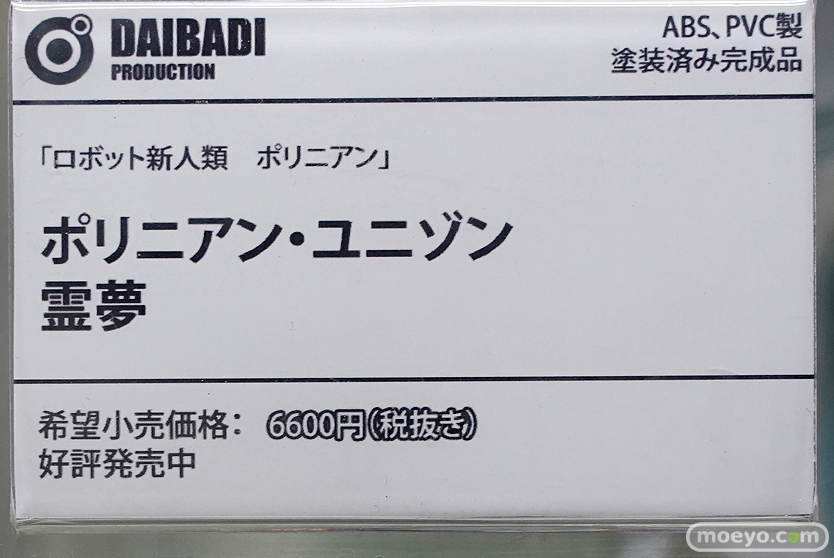 DAIBADI
PRODUCTION
ABS、PVC製
塗装済み完成品
「ロボット新人類　ポリニアン」
ポリニアン・ユニゾン
霊夢
希望小売価格：　6600円（税抜き）
好評発売中
moeyo.com